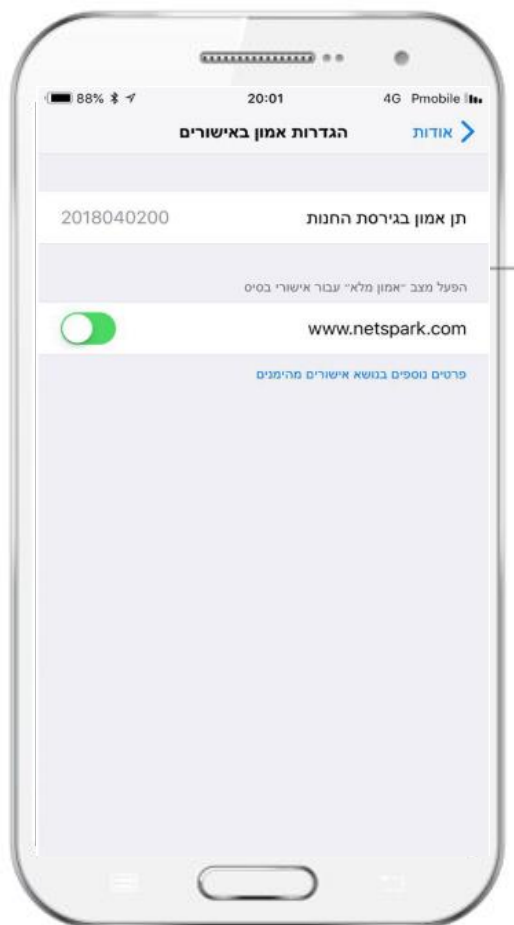 88% 20:01 4G Pmobile
אודות הגדרות אמון באישורים
תן אמון בגירסת החנות 2018040200
הפעל מצב ״אמון מלא״ עבור אישורי בסיס
www.netspark.com
פרטים נוספים בנושא אישורים מהימנים